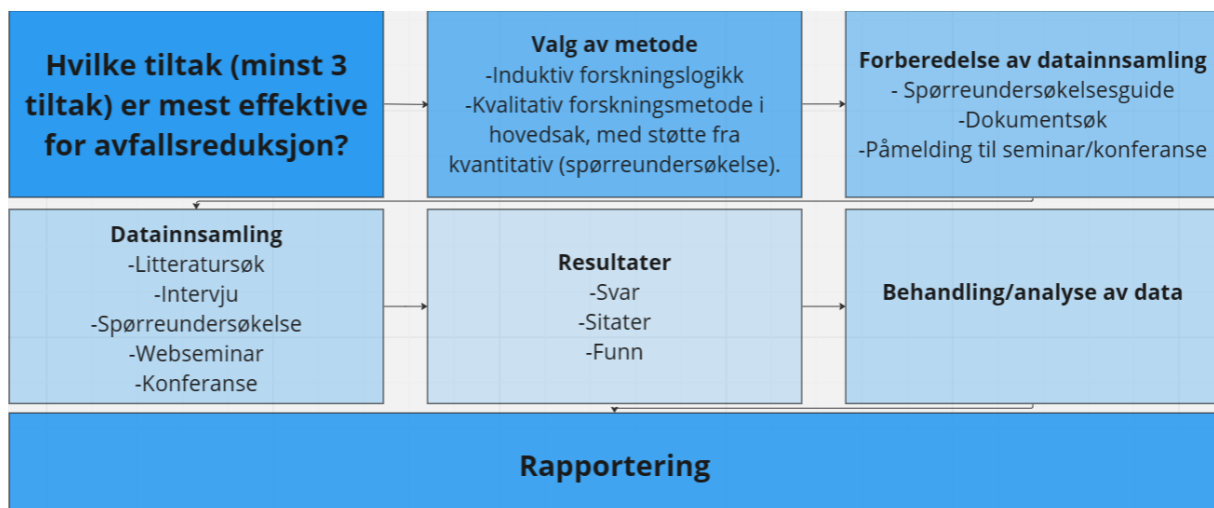 Hvilke tiltak (minst 3
tiltak) er mest effektive
for avfallsreduksjon?
Valg av metode
-Induktiv forskningslogikk
-Kvalitativ forskningsmetode i
hovedsak, med støtte fra
kvantitativ (spørreundersøkelse).
Forberedelse av datainnsamling
- Spørreundersøkelsesguide
-Dokumentsøk
-Påmelding til seminar/konferanse
Datainnsamling
-Litteratursøk
-Intervju
-Spørreundersøkelse
-Webseminar
-Konferanse
Resultater
-Svar
-Sitater
-Funn
Behandling/analyse av data
Rapportering